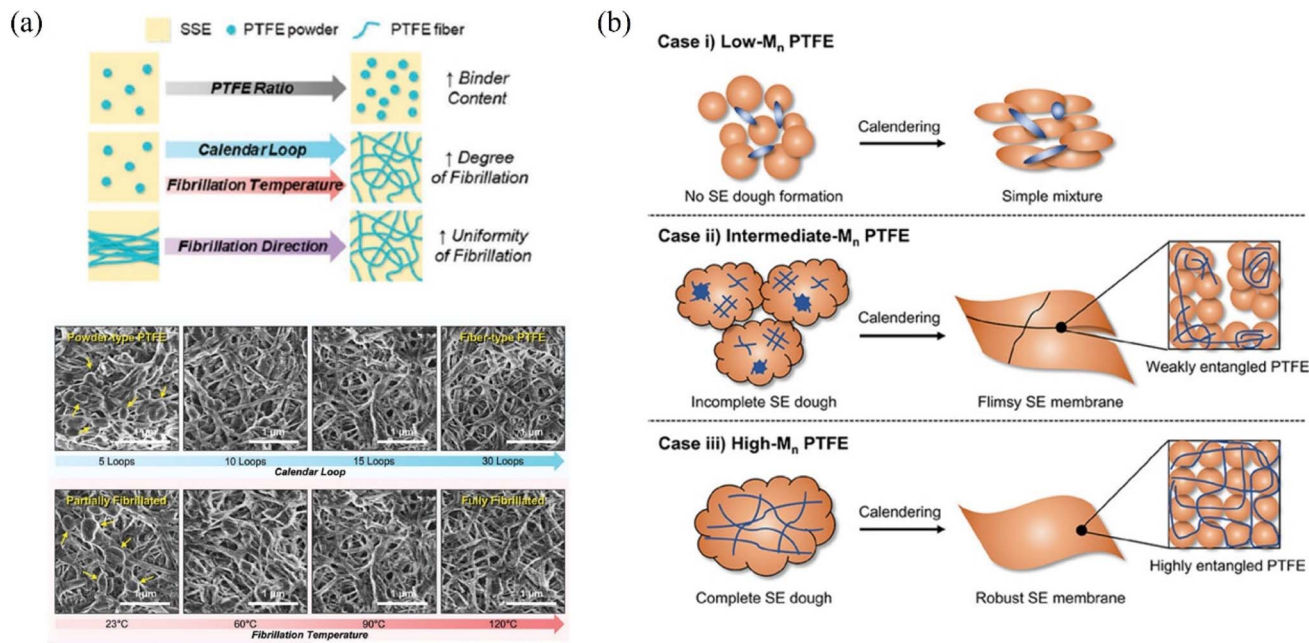 (a)
SSE
PTFE powder
PTFE fiber
PTFE Ratio
↑ Binder
Content
Calendar Loop
Fibrillation Temperature
↑ Degree
of Fibrillation
Fibrillation Direction
↑ Uniformity
of Fibrillation
Powder-type PTFE
Fiber-type PTFE
1 μm
1 μm
1 μm
1 μm
5 Loops
10 Loops
15 Loops
30 Loops
Calendar Loop
Partially Fibrillated
Fully Fibrillated
1 μm
1 μm
1 μm
1 μm
23°C
60°C
90°C
120°C
Fibrillation Temperature
(b)
Case i) Low-Mn PTFE
Calendering
No SE dough formation
Simple mixture
Case ii) Intermediate-Mn PTFE
Calendering
Incomplete SE dough
Flimsy SE membrane
Weakly entangled PTFE
Case iii) High-Mn PTFE
Calendering
Complete SE dough
Robust SE membrane
Highly entangled PTFE